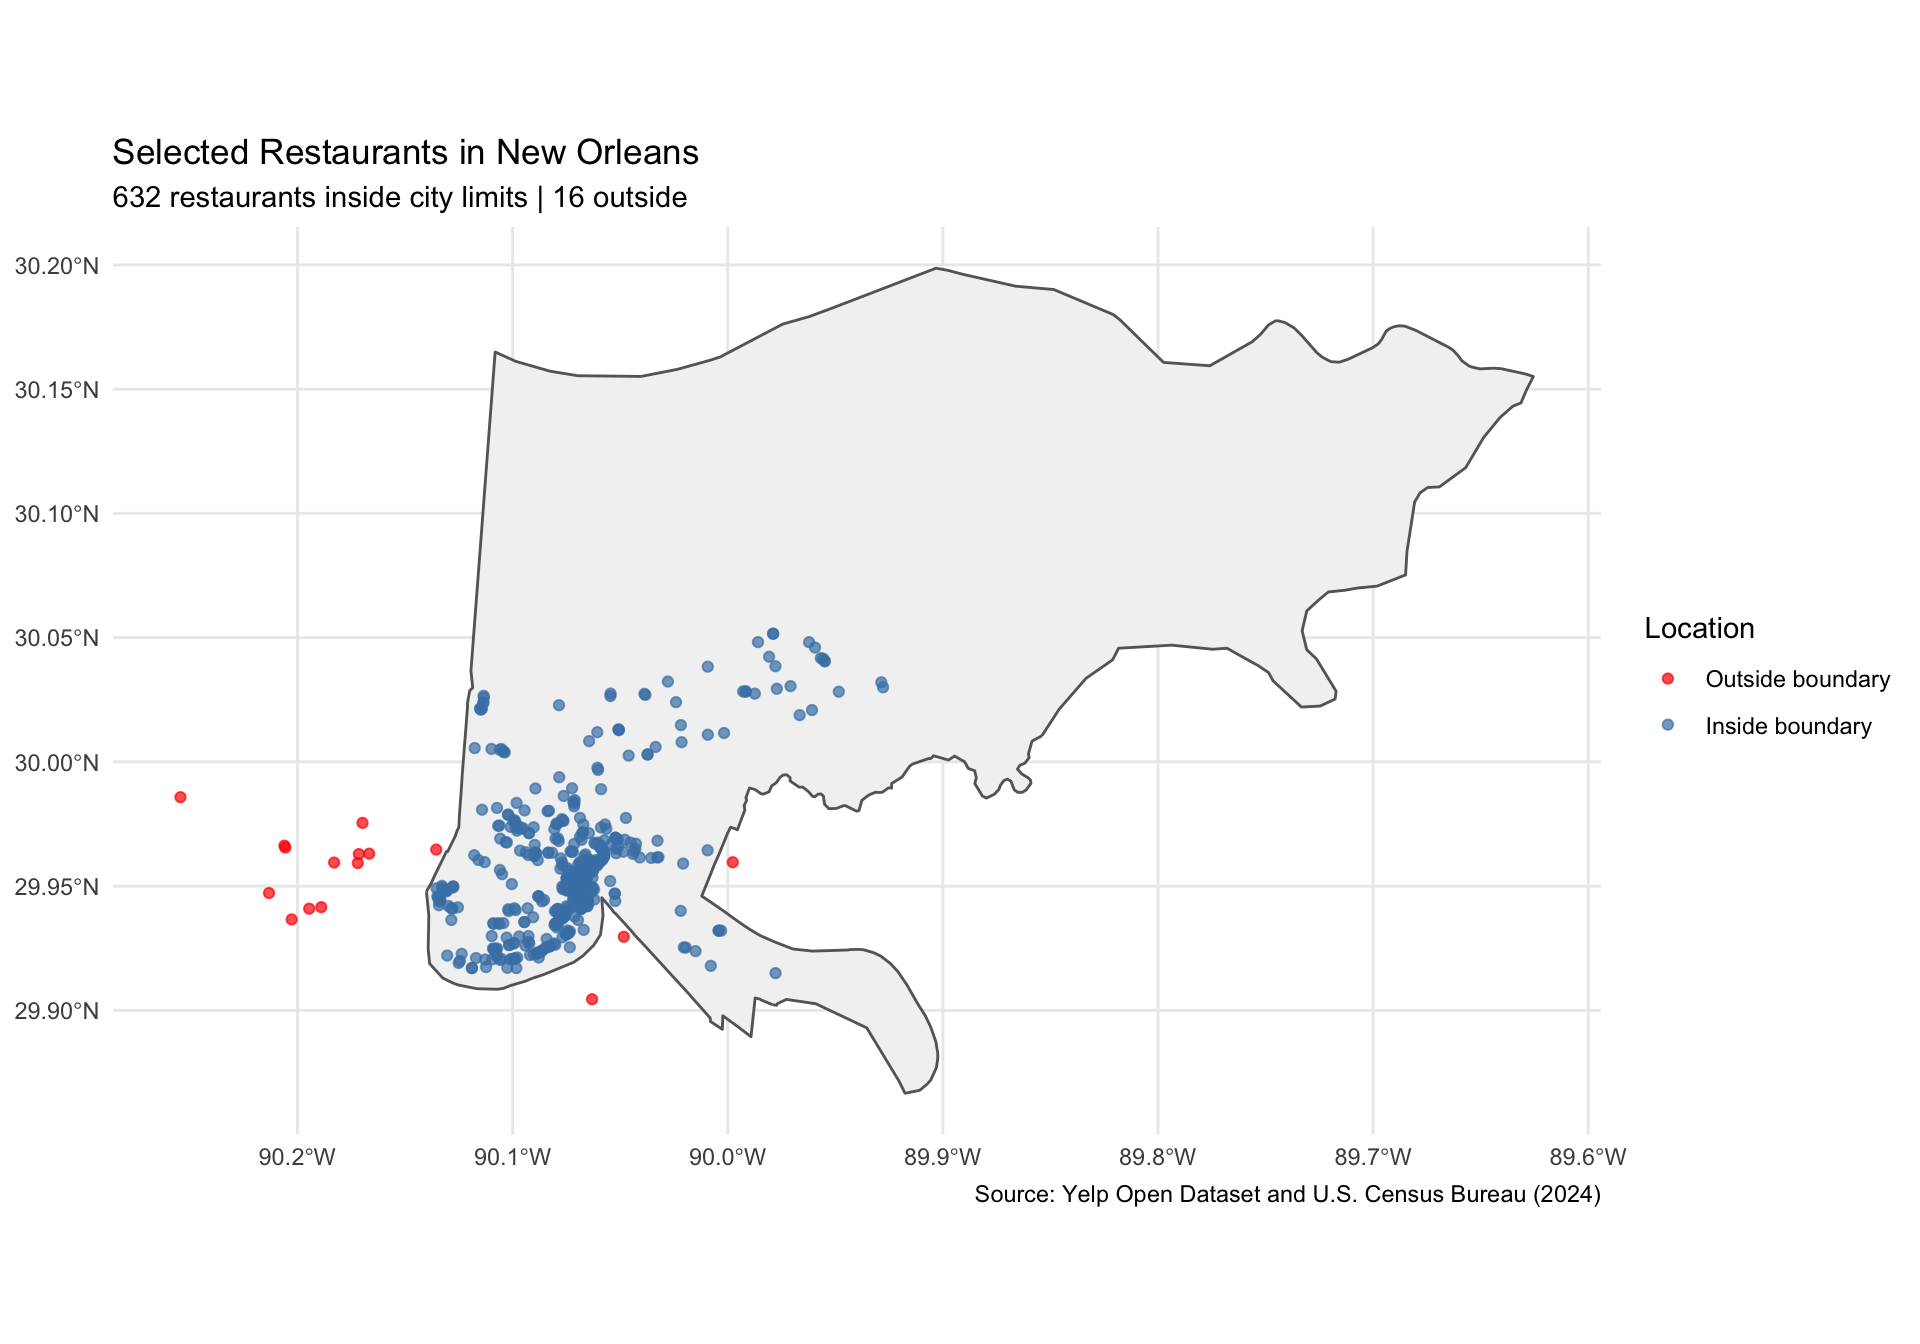 Selected Restaurants in New Orleans
632 restaurants inside city limits | 16 outside
30.20°N
30.15°N
30.10°N
30.05°N
30.00°N
29.95°N
29.90°N
90.2°W 90.1°W 90.0°W 89.9°W 89.8°W 89.7°W 89.6°W
Location
Outside boundary
Inside boundary
Source: Yelp Open Dataset and U.S. Census Bureau (2024)